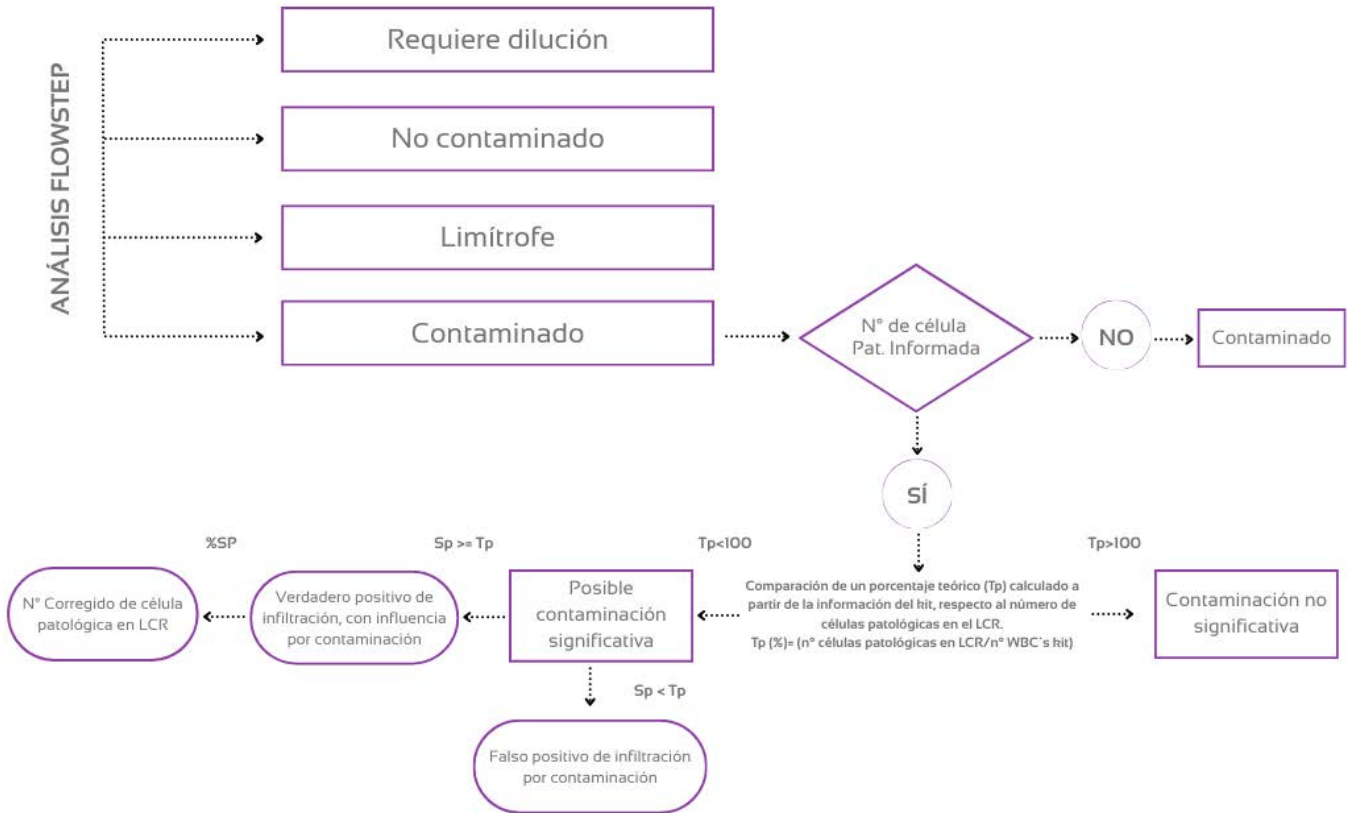 ANÁLISIS FLOWSTEP
Requiere dilución
No contaminado
Limítrofe
Contaminado
N° de célula
Pat. Informada
NO
Contaminado
SÍ
%SP
Sp >= Tp
Tp<100
Tp>100
N° Corregido de célula
patológica en LCR
Verdadero positivo de
infiltración, con influencia
por contaminación
Posible
contaminación
significativa
Comparación de un porcentaje teórico (Tp) calculado a
partir de la información del kit, respecto al número de
células patológicas en el LCR.
Tp (%)= (n° células patológicas en LCR/n° WBC´s kit)
Contaminación no
significativa
Sp < Tp
Falso positivo de infiltración
por contaminación